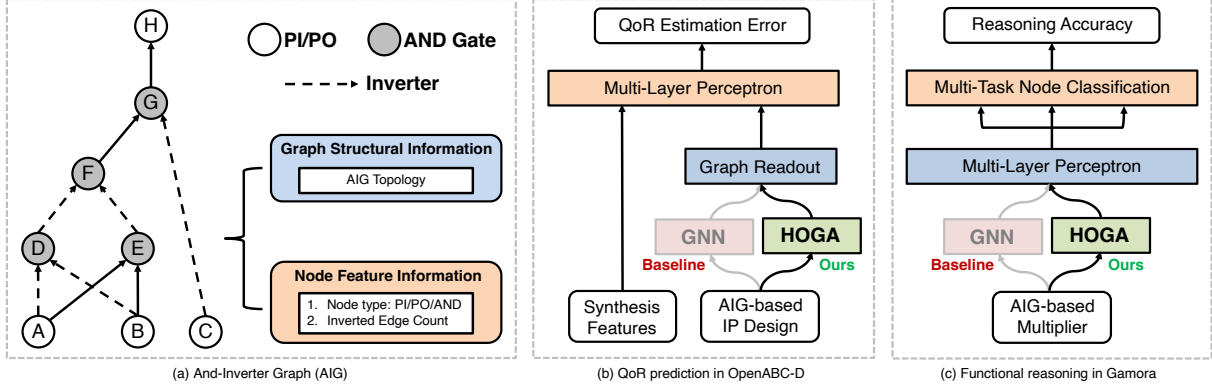 H
PI/PO
AND Gate
Inverter
G
F
D
E
A
B
C
Graph Structural Information
AIG Topology
Node Feature Information
1. Node type: PI/PO/AND
2. Inverted Edge Count
(a) And-Inverter Graph (AIG)
QoR Estimation Error
Multi-Layer Perceptron
Graph Readout
GNN
HOGA
Baseline
Ours
Synthesis
Features
AIG-based
IP Design
(b) QoR prediction in OpenABC-D
Reasoning Accuracy
Multi-Task Node Classification
Multi-Layer Perceptron
GNN
HOGA
Baseline
Ours
AIG-based
Multiplier
(c) Functional reasoning in Gamora